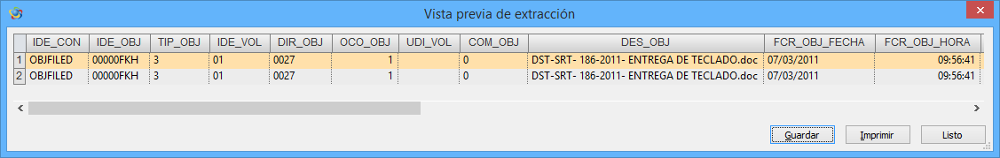 Vista previa de extracción
IDE_CON IDE_OBJ TIP_OBJ IDE_VOL DIR_OBJ OCO_OBJ UDI_VOL COM_OBJ DES_OBJ FCR_OBJ_FECHA FCR_OBJ_HORA
1 OBJFILED 00000FKH 3 01 0027 1 0 DST-SRT- 186-2011- ENTREGA DE TECLADO.doc 07/03/2011 09:56:41
2 OBJFILED 00000FKH 3 01 0027 1 0 DST-SRT- 186-2011- ENTREGA DE TECLADO.doc 07/03/2011 09:56:41
Guardar Imprimir Listo